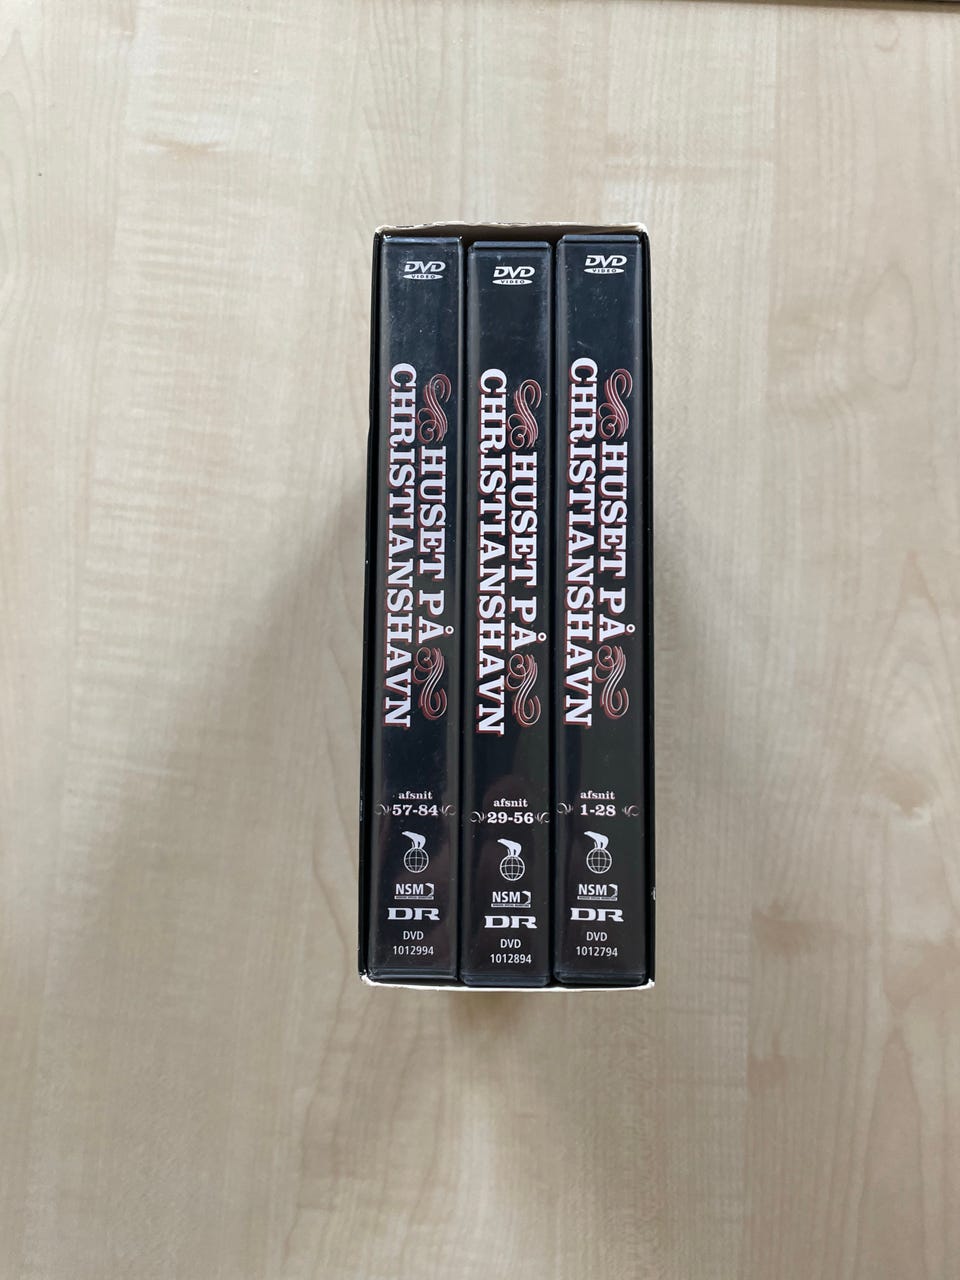 DVD
VIDEO
HUSET PÅ
CHRISTIANSHAVN
afsnit
57-84
NSM
DR
DVD
1012994
DVD
VIDEO
HUSET PÅ
CHRISTIANSHAVN
afsnit
29-56
NSM
DR
DVD
1012894
DVD
VIDEO
HUSET PÅ
CHRISTIANSHAVN
afsnit
1-28
NSM
DR
DVD
1012794